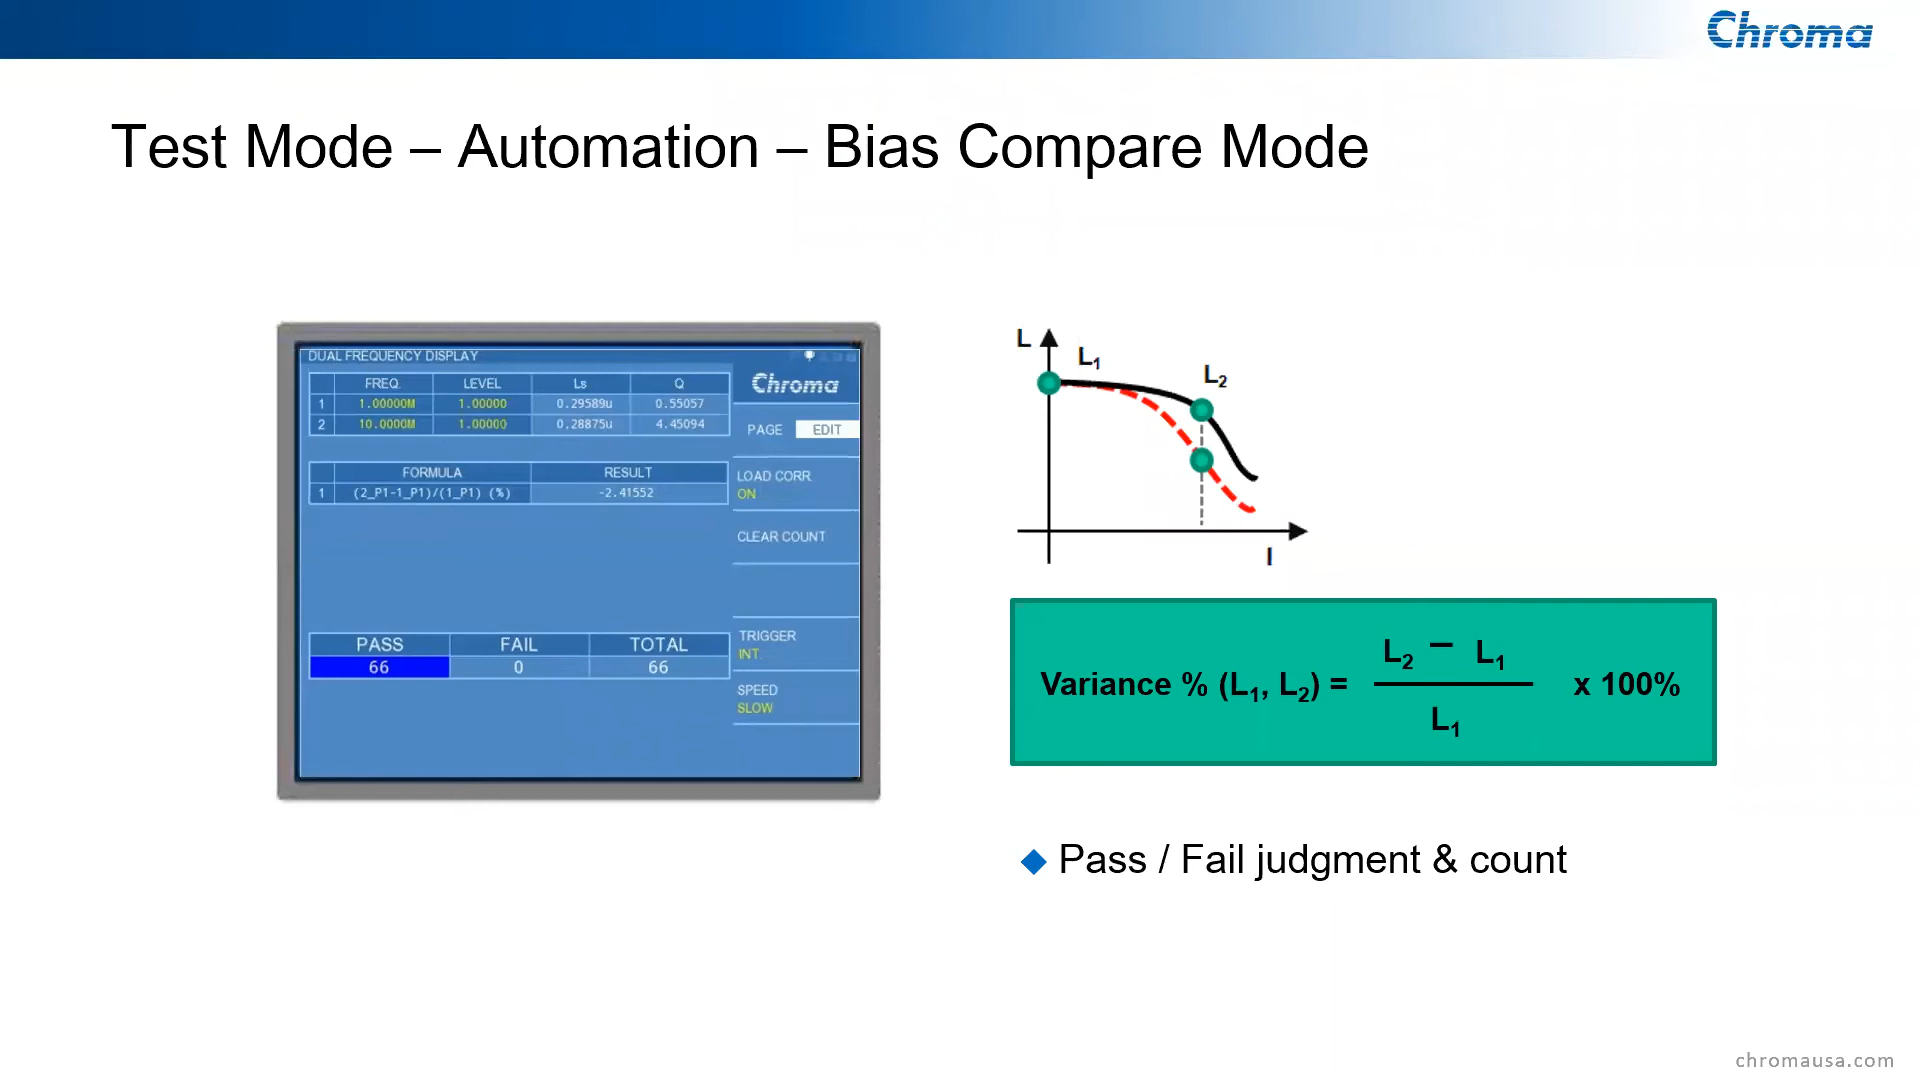 Chroma
Test Mode – Automation – Bias Compare Mode
DUAL FREQUENCY DISPLAY
FREQ. LEVEL Ls Q
1 1.00000M 1.00000 0.29589u 0.55057
2 10.0000M 1.00000 0.28875u 4.45094
FORMULA RESULT
1 (2_P1-1_P1)/(1_P1) (%) -2.41552
PASS FAIL TOTAL
66 0 66
Chroma
PAGE EDIT
LOAD CORR.
ON
CLEAR COUNT
TRIGGER
INT.
SPEED
SLOW
L
L₁
L₂
I
Variance % (L₁, L₂) = L₂ − L₁ x 100%
L₁
Pass / Fail judgment & count
chromausa.com